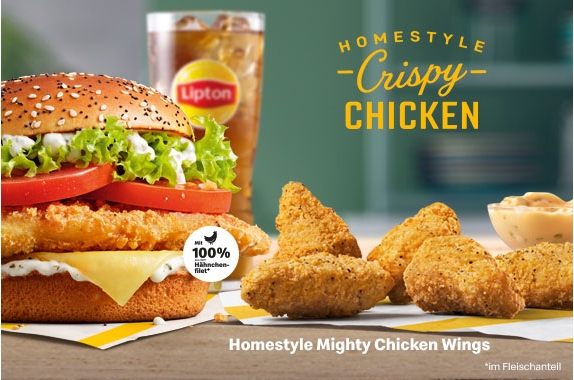 HOMESTYLE
Crispy
CHICKEN
Lipton
Mit
100%
Hähnchen-
filet*
Homestyle Mighty Chicken Wings
*im Fleischanteil